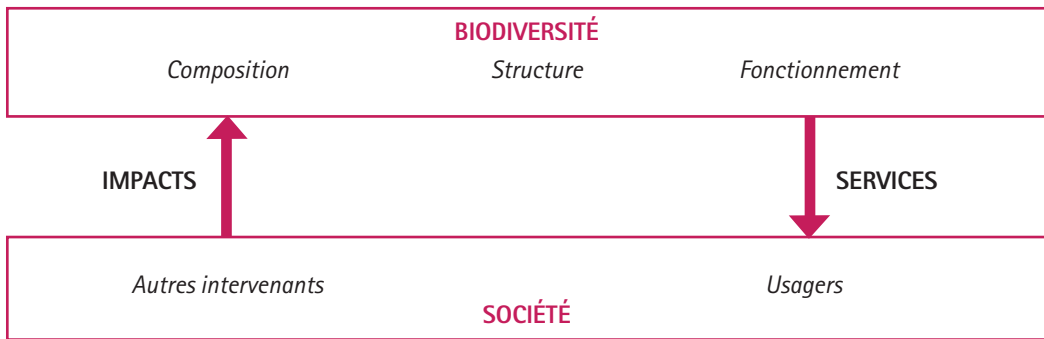 BIODIVERSITÉ
Composition Structure Fonctionnement
IMPACTS SERVICES
Autres intervenants Usagers
SOCIÉTÉ